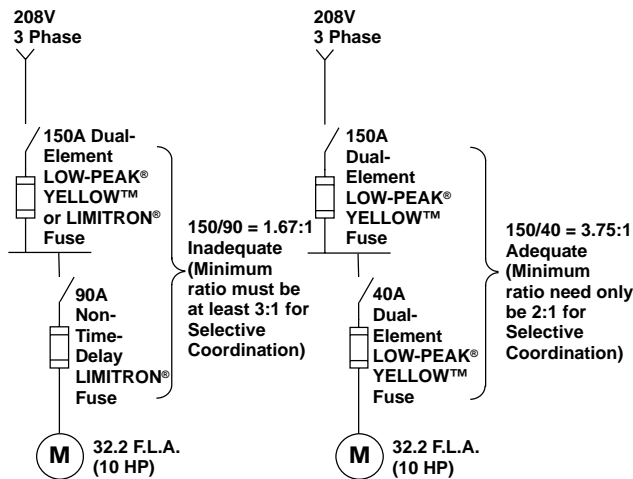 208V
3 Phase
150A Dual-
Element
LOW-PEAK®
YELLOW™
or LIMITRON®
Fuse
90A
Non-
Time-
Delay
LIMITRON®
Fuse
150/90 = 1.67:1
Inadequate
(Minimum
ratio must be
at least 3:1 for
Selective
Coordination)
M
32.2 F.L.A.
(10 HP)
208V
3 Phase
150A
Dual-
Element
LOW-PEAK®
YELLOW™
Fuse
40A
Dual-
Element
LOW-PEAK®
YELLOW™
Fuse
150/40 = 3.75:1
Adequate
(Minimum
ratio need only
be 2:1 for
Selective
Coordination)
M
32.2 F.L.A.
(10 HP)